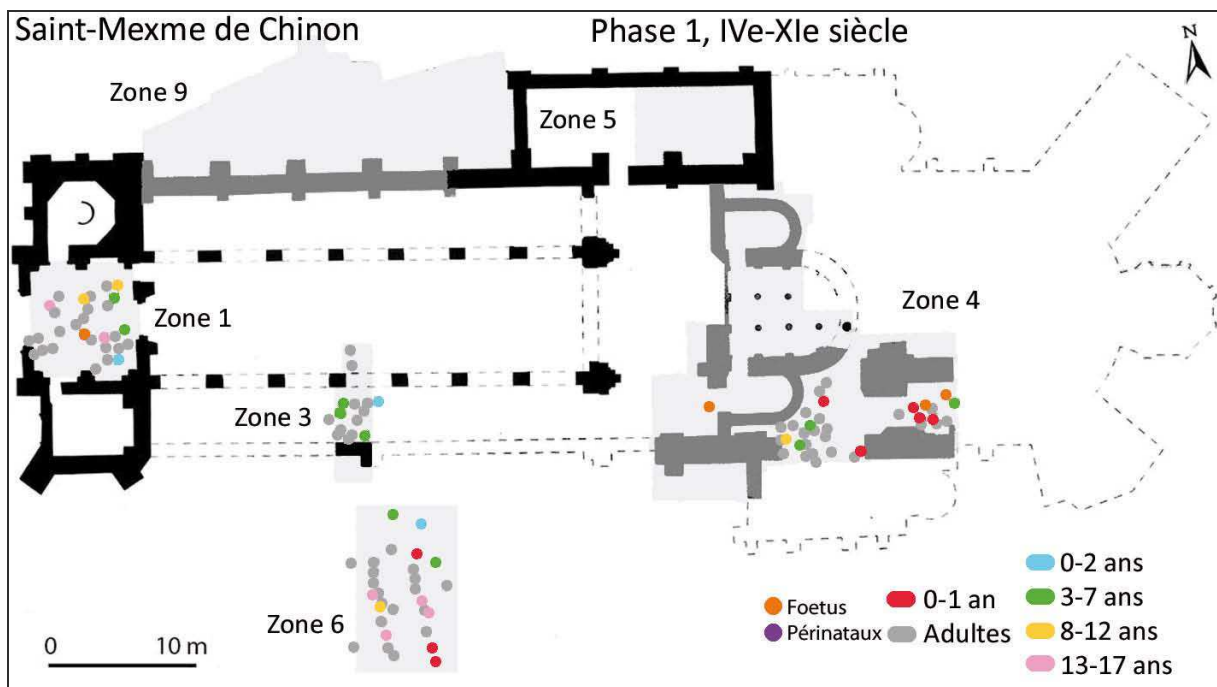 Saint-Mexme de Chinon
Phase 1, IVe-XIe siècle
N
Zone 9
Zone 5
Zone 1
Zone 4
Zone 3
Zone 6
0 10 m
Foetus
Périnataux
0-1 an
Adultes
0-2 ans
3-7 ans
8-12 ans
13-17 ans